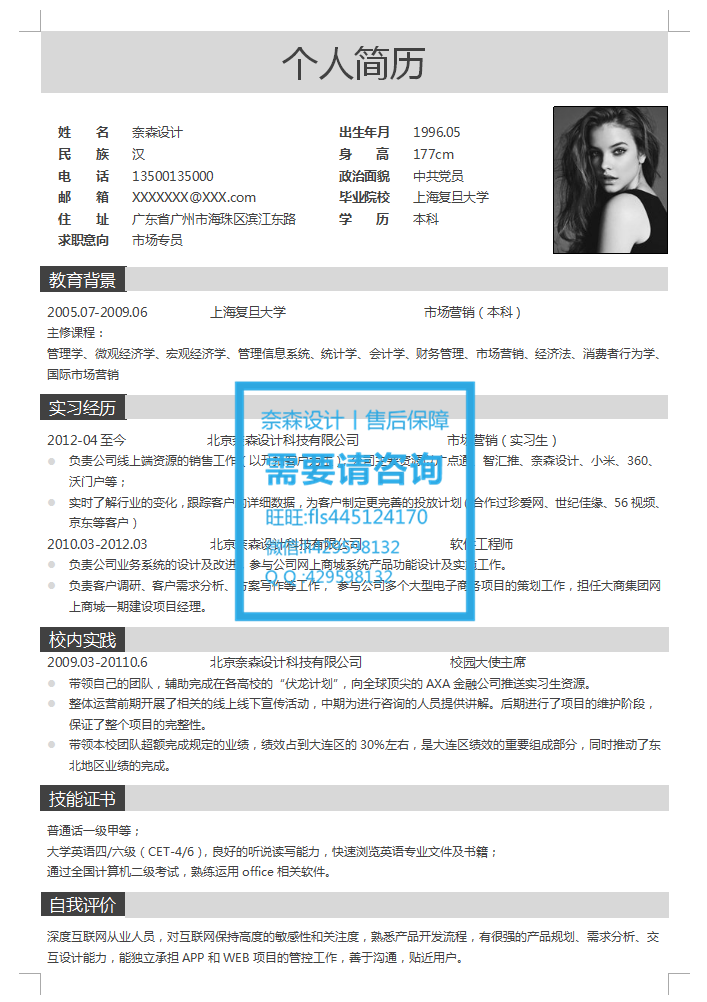 个人简历
姓 名 奈森设计 出生年月 1996.05
民 族 汉 身 高 177cm
电 话 13500135000 政治面貌 中共党员
邮 箱 XXXXXXX@XXX.com 毕业院校 上海复旦大学
住 址 广东省广州市海珠区滨江东路 学 历 本科
求职意向 市场专员
教育背景
2005.07-2009.06 上海复旦大学 市场营销（本科）
主修课程：
管理学、微观经济学、宏观经济学、管理信息系统、统计学、会计学、财务管理、市场营销、经济法、消费者行为学、
国际市场营销
实习经历
奈森设计丨售后保障
2012-04 至今 北京奈森设计科技有限公司 市场营销（实习生）
负责公司线上端资源的销售工作（以开 广点通、智汇推、奈森设计、小米、360、
需要请咨询
沃门户等；
实时了解行业的变化，跟踪客户的详细数据，为客户制定更完善的投放计划（合作过珍爱网、世纪佳缘、56 视频、
京东等客户）
旺旺:fls445124170
2010.03-2012.03 北京奈森设计科技有限公司 软件工程师
微信:fl429598132
负责公司业务系统的设计及改进，参与公司网上商城系统产品功能设计及实施工作。
QQ:429598132
负责客户调研、客户需求分析、方案写作等工作， 参与公司多个大型电子商务项目的策划工作，担任大商集团网
上商城一期建设项目经理。
校内实践
2009.03-20110.6 北京奈森设计科技有限公司 校园大使主席
带领自己的团队，辅助完成在各高校的“伏龙计划”，向全球顶尖的 AXA 金融公司推送实习生资源。
整体运营前期开展了相关的线上线下宣传活动，中期为进行咨询的人员提供讲解。后期进行了项目的维护阶段，
保证了整个项目的完整性。
带领本校团队超额完成规定的业绩，绩效占到大连区的 30%左右，是大连区绩效的重要组成部分，同时推动了东
北地区业绩的完成。
技能证书
普通话一级甲等；
大学英语四/六级（CET-4/6），良好的听说读写能力，快速浏览英语专业文件及书籍；
通过全国计算机二级考试，熟练运用 office 相关软件。
自我评价
深度互联网从业人员，对互联网保持高度的敏感性和关注度，熟悉产品开发流程，有很强的产品规划、需求分析、交
互设计能力，能独立承担 APP 和 WEB 项目的管控工作，善于沟通，贴近用户。